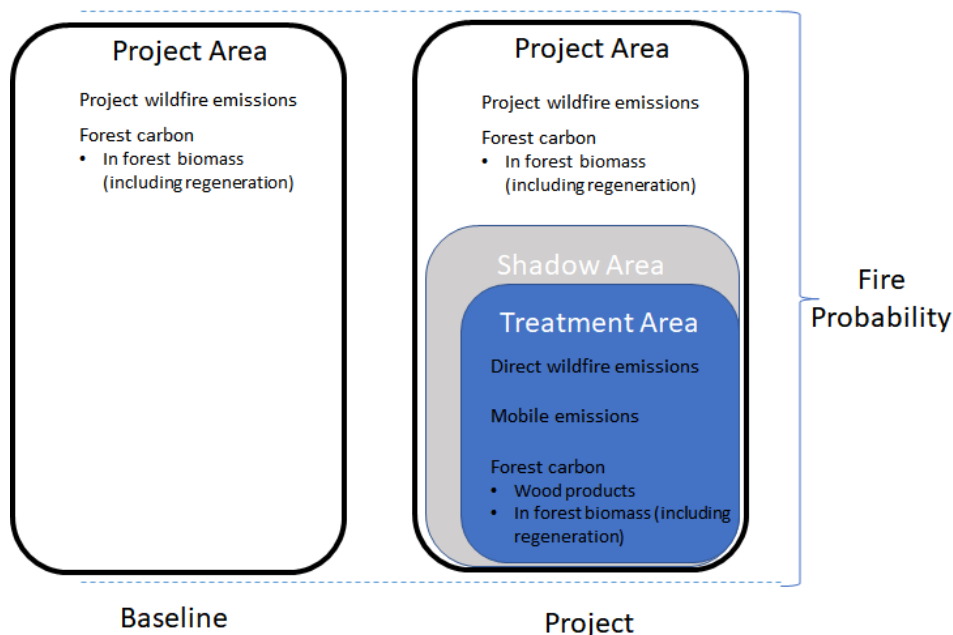 Project Area
Project wildfire emissions
Forest carbon
• In forest biomass
(including regeneration)
Project Area
Project wildfire emissions
Forest carbon
• In forest biomass
(including regeneration)
Shadow Area
Treatment Area
Direct wildfire emissions
Mobile emissions
Forest carbon
• Wood products
• In forest biomass (including
regeneration)
Fire
Probability
Baseline
Project